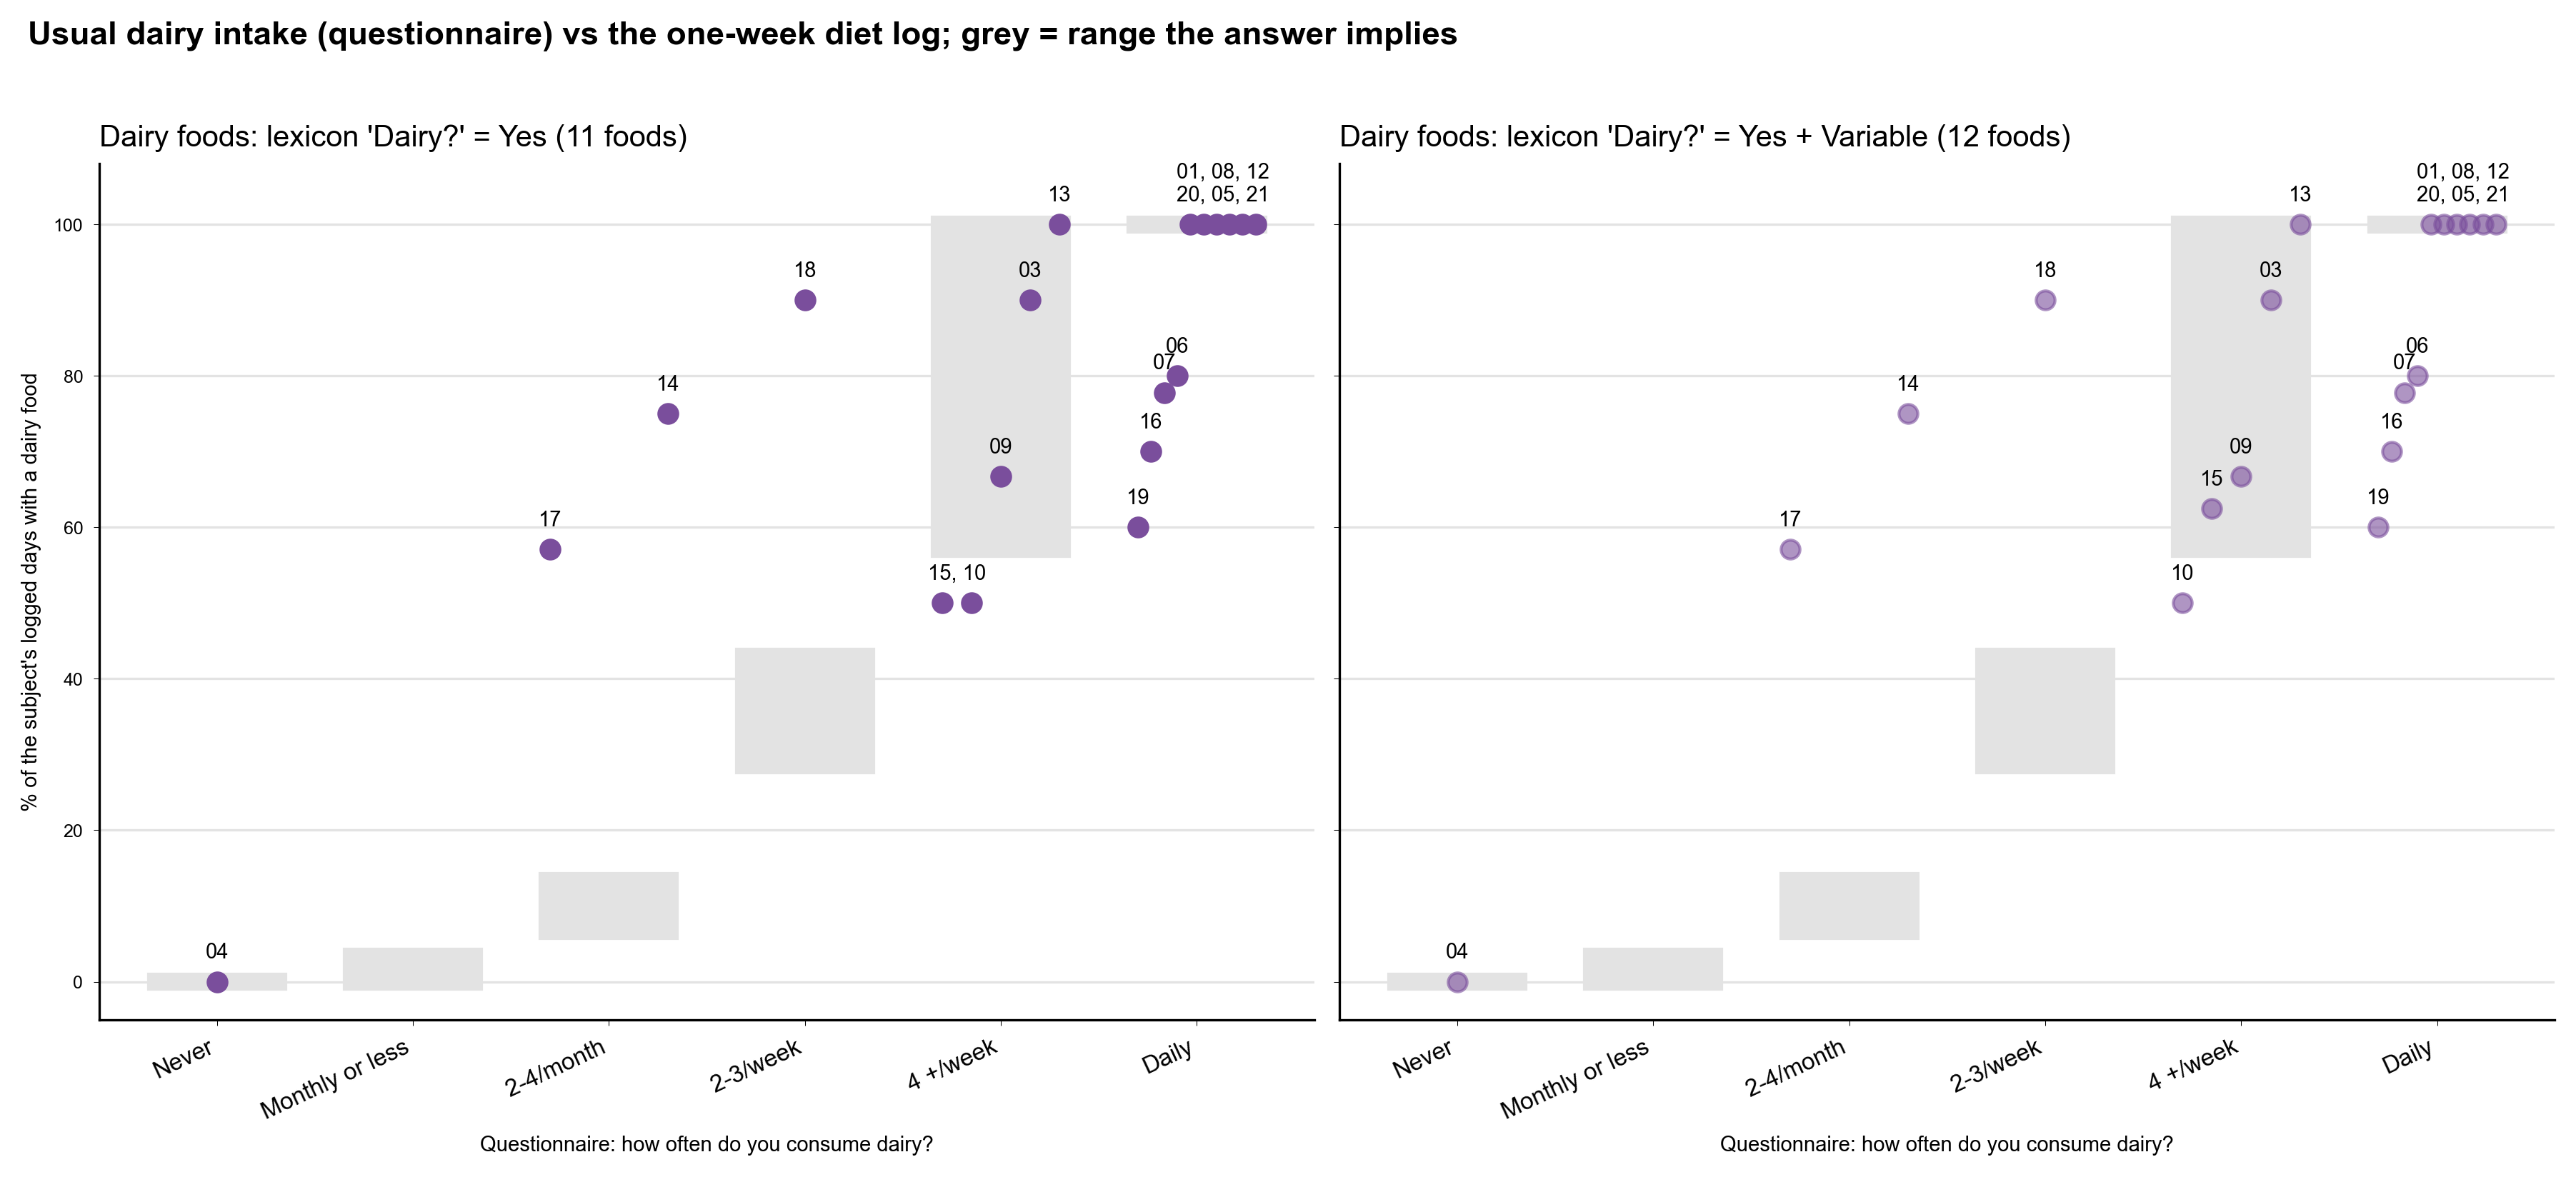 Usual dairy intake (questionnaire) vs the one-week diet log; grey = range the answer implies
Dairy foods: lexicon 'Dairy?' = Yes (11 foods)
% of the subject's logged days with a dairy food
100
80
60
40
20
0
01, 08, 12
20, 05, 21
13
18
03
06
07
14
16
09
19
17
15, 10
04
Never
Monthly or less
2-4/month
2-3/week
4 +/week
Daily
Questionnaire: how often do you consume dairy?
Dairy foods: lexicon 'Dairy?' = Yes + Variable (12 foods)
01, 08, 12
20, 05, 21
13
18
03
06
07
14
16
09
15
19
17
10
04
Never
Monthly or less
2-4/month
2-3/week
4 +/week
Daily
Questionnaire: how often do you consume dairy?